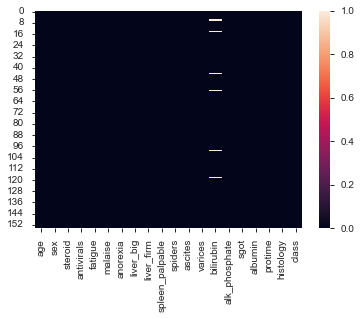 0
8
16
24
32
40
48
56
64
72
80
88
96
104
112
120
128
136
144
152
age
sex
steroid
antivirals
fatigue
malaise
anorexia
liver_big
liver_firm
spleen_palpable
spiders
ascites
varices
bilirubin
alk_phosphate
sgot
albumin
protime
histology
class
1.0
0.8
0.6
0.4
0.2
0.0